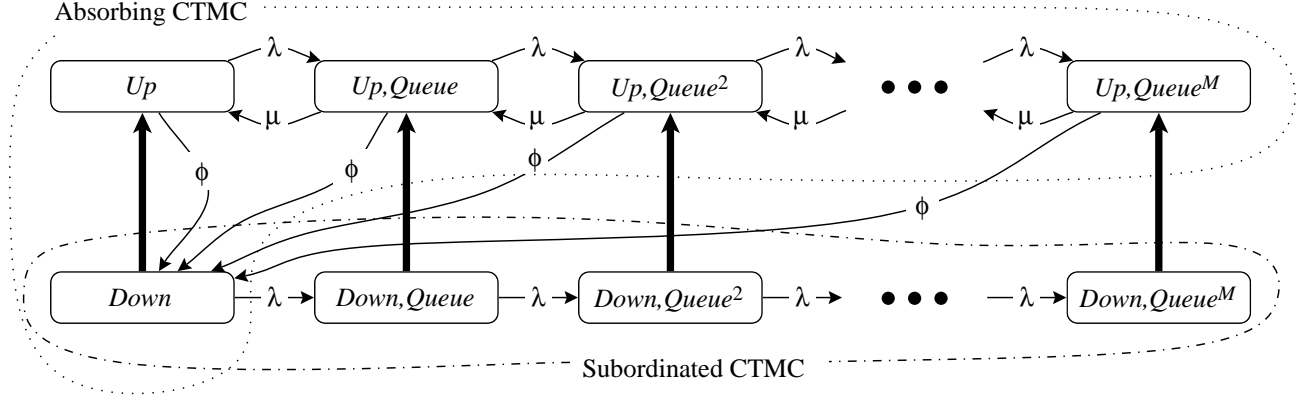 Absorbing CTMC
λ λ λ λ
Up Up,Queue Up,Queue² ● ● ● Up,Queueᴹ
μ μ μ μ
ϕ ϕ ϕ ϕ
Down λ Down,Queue λ Down,Queue² λ ● ● ● λ Down,Queueᴹ
Subordinated CTMC